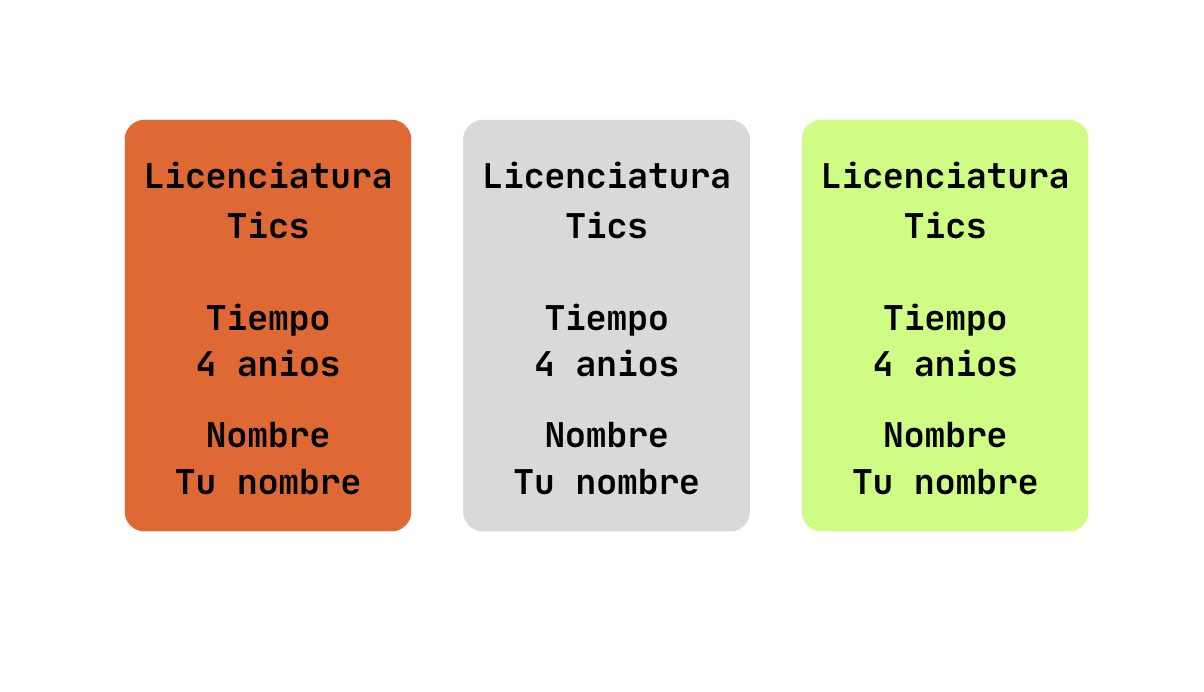 Licenciatura
Tics
Tiempo
4 anios
Nombre
Tu nombre
Licenciatura
Tics
Tiempo
4 anios
Nombre
Tu nombre
Licenciatura
Tics
Tiempo
4 anios
Nombre
Tu nombre